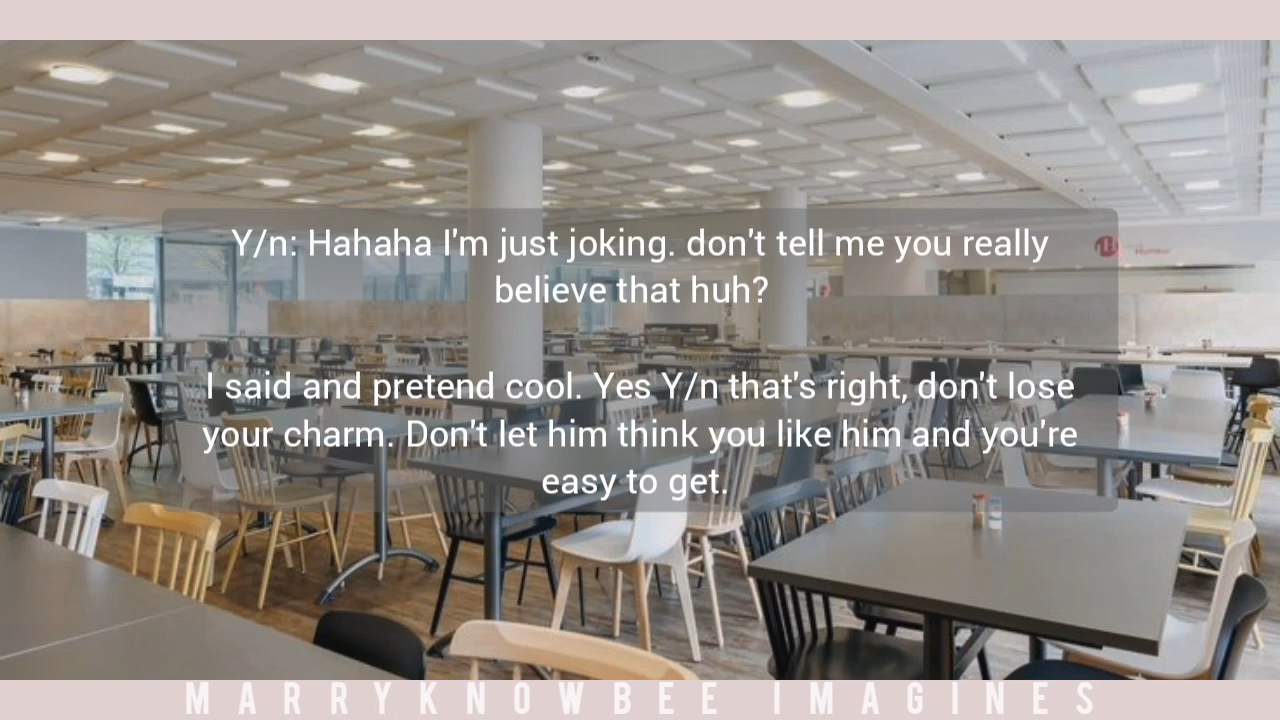 Y/n: Hahaha I'm just joking. don't tell me you really
believe that huh?
I said and pretend cool. Yes Y/n that's right, don't lose
your charm. Don't let him think you like him and you're
easy to get.
MARRYKNOWBEE IMAGINES